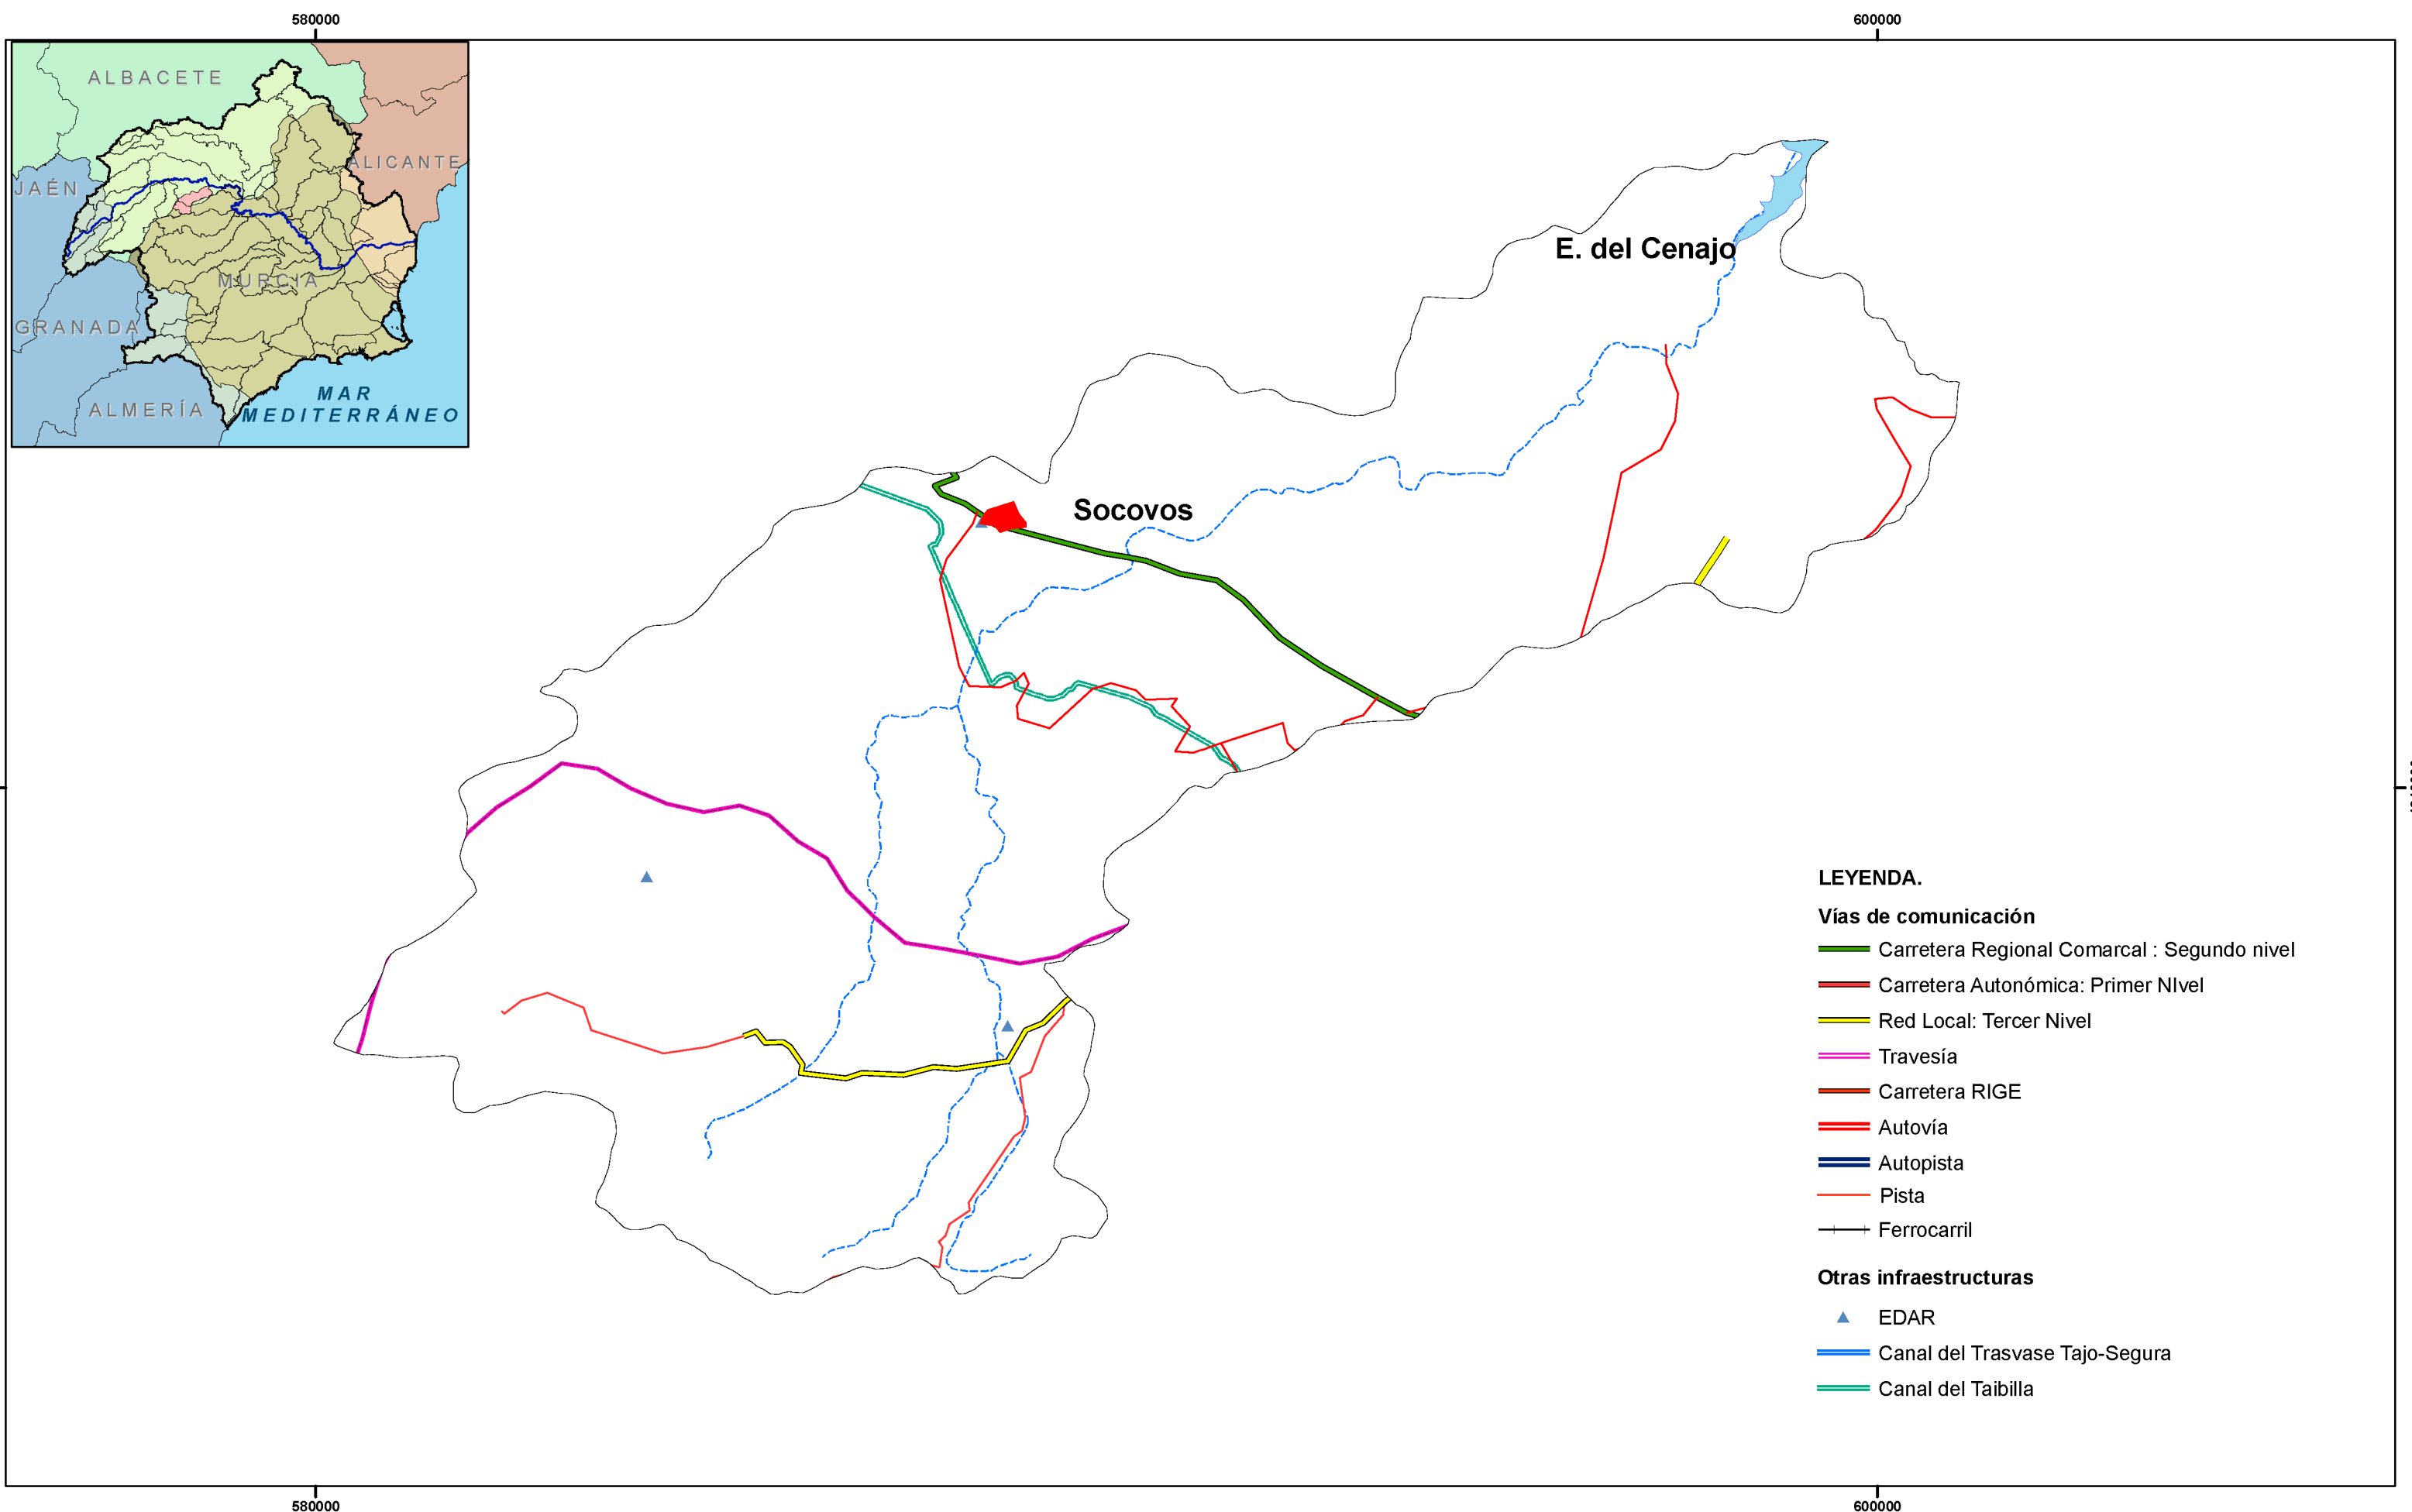 580000
600000
ALBACETE
ALICANTE
JAÉN
MURCIA
GRANADA
ALMERÍA
MAR
MEDITERRÁNEO
E. del Cenajo
Socovos
LEYENDA.
Vías de comunicación
Carretera Regional Comarcal : Segundo nivel
Carretera Autonómica: Primer NIvel
Red Local: Tercer Nivel
Travesía
Carretera RIGE
Autovía
Autopista
Pista
Ferrocarril
Otras infraestructuras
EDAR
Canal del Trasvase Tajo-Segura
Canal del Taibilla
580000
600000